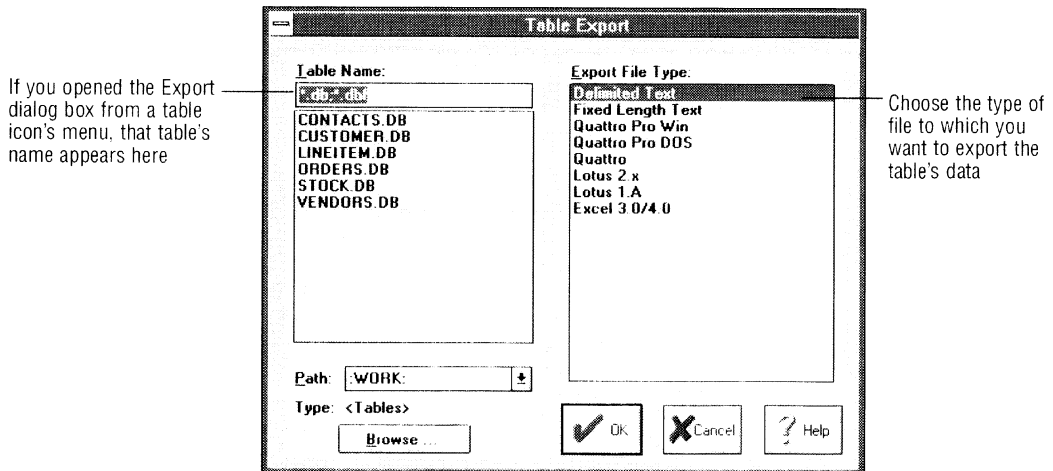 Table Export
If you opened the Export
dialog box from a table
icon's menu, that table's
name appears here
Table Name:
*.db;*.dbf
CONTACTS.DB
CUSTOMER.DB
LINEITEM.DB
ORDERS.DB
STOCK.DB
VENDORS.DB
Path: :WORK:
Type: <Tables>
Browse ...
Export File Type:
Delimited Text
Fixed Length Text
Quattro Pro Win
Quattro Pro DOS
Quattro
Lotus 2.x
Lotus 1.A
Excel 3.0/4.0
OK
Cancel
? Help
Choose the type of
file to which you
want to export the
table's data